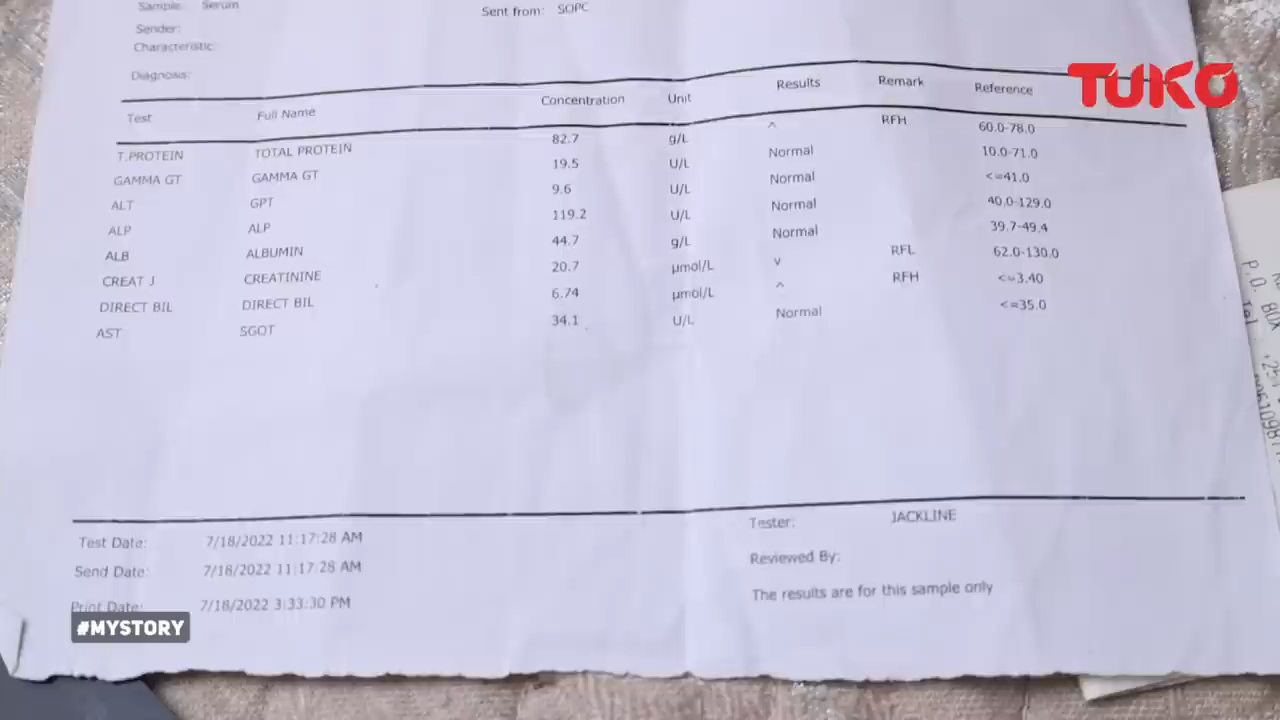 Sample: Serum
Sent from: SOPC
Sender:
Characteristic:
Diagnosis:
TUKO
Test Full Name Concentration Unit Results Remark Reference
T.PROTEIN TOTAL PROTEIN 82.7 g/L ^ RFH 60.0-78.0
GAMMA GT GAMMA GT 19.5 U/L Normal 10.0-71.0
ALT GPT 9.6 U/L Normal <=41.0
ALP ALP 119.2 U/L Normal 40.0-129.0
ALB ALBUMIN 44.7 g/L Normal 39.7-49.4
CREAT J CREATININE 20.7 µmol/L v RFL 62.0-130.0
DIRECT BIL DIRECT BIL 6.74 µmol/L ^ RFH <=3.40
AST SGOT 34.1 U/L Normal <=35.0
P.O. BOX
Tel
Test Date: 7/18/2022 11:17:28 AM
Tester: JACKLINE
Send Date: 7/18/2022 11:17:28 AM
Reviewed By:
Print Date: 7/18/2022 3:33:30 PM
The results are for this sample only
#MYSTORY